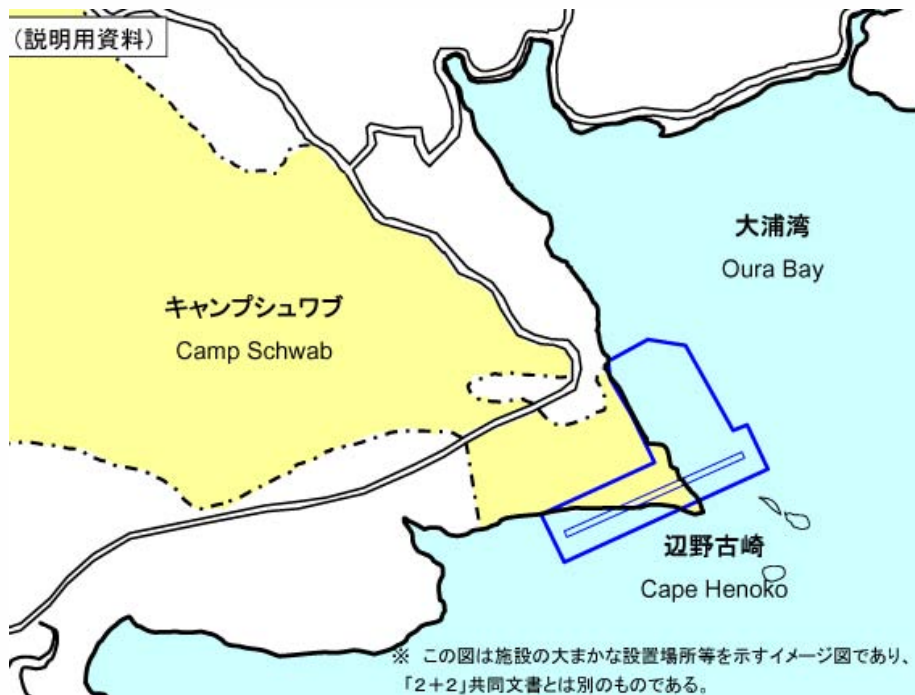 (説明用資料)
大浦湾
Oura Bay
キャンプシュワブ
Camp Schwab
辺野古崎
Cape Henoko
※ この図は施設の大まかな設置場所等を示すイメージ図であり、
「2+2」共同文書とは別のものである。